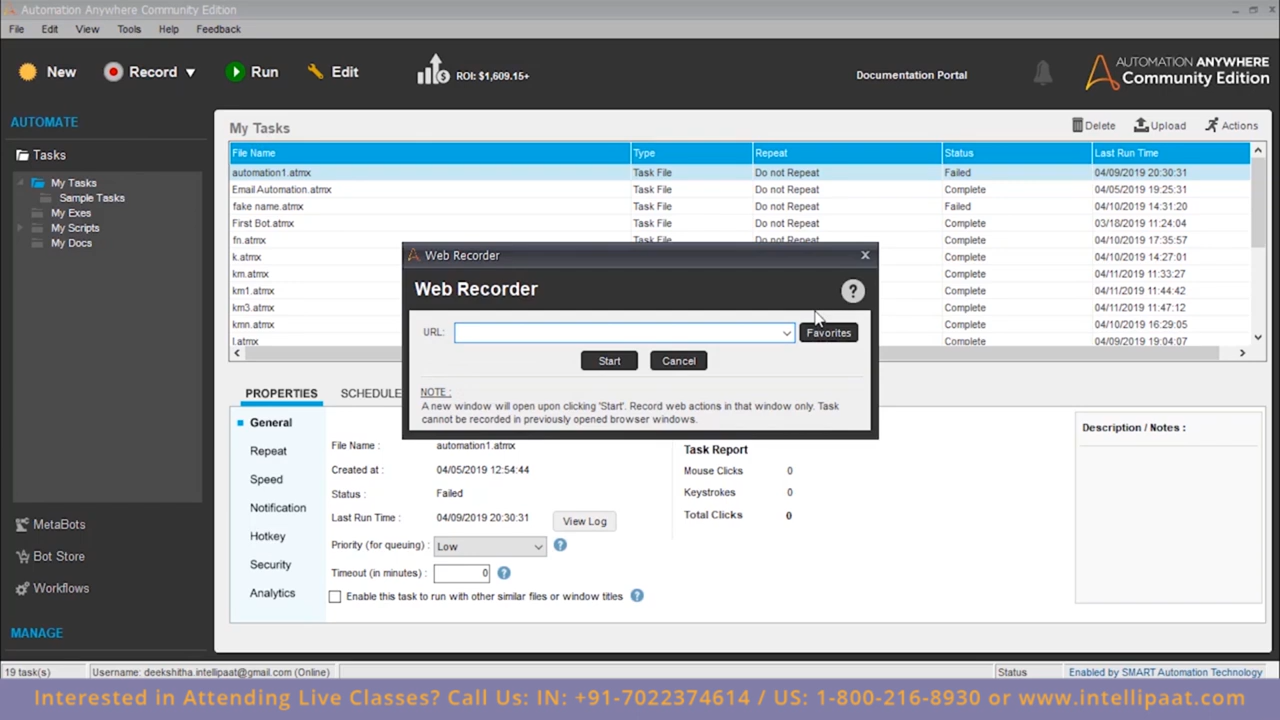 Automation Anywhere Community Edition
File Edit View Tools Help Feedback
New Record Run Edit ROI: $1,609.15+ Documentation Portal
AUTOMATION ANYWHERE
Community Edition
AUTOMATE
Tasks
My Tasks
Sample Tasks
My Exes
My Scripts
My Docs
MetaBots
Bot Store
Workflows
MANAGE
My Tasks Delete Upload Actions
File Name Type Repeat Status Last Run Time
automation1.atmx Task File Do not Repeat Failed 04/09/2019 20:30:31
Email Automation.atmx Task File Do not Repeat Complete 04/05/2019 19:25:31
fake name.atmx Task File Do not Repeat Failed 04/10/2019 14:31:20
First Bot.atmx Task File Do not Repeat Complete 03/18/2019 11:24:04
fn.atmx Task File Do not Repeat Complete 04/10/2019 17:35:57
k.atmx Complete 04/10/2019 14:27:01
km.atmx Complete 04/11/2019 11:33:27
km1.atmx Complete 04/11/2019 11:44:42
km3.atmx Complete 04/11/2019 11:47:12
kmn.atmx Complete 04/10/2019 16:29:05
l.atmx Complete 04/09/2019 19:04:07
Web Recorder
Web Recorder
?
URL: Favorites
Start Cancel
NOTE :
A new window will open upon clicking 'Start'. Record web actions in that window only. Task
cannot be recorded in previously opened browser windows.
PROPERTIES SCHEDULE
General
Repeat
Speed
Notification
Hotkey
Security
Analytics
File Name : automation1.atmx
Created at : 04/05/2019 12:54:44
Status : Failed
Last Run Time : 04/09/2019 20:30:31 View Log
Priority (for queuing) : Low ?
Timeout (in minutes) : 0 ?
Enable this task to run with other similar files or window titles ?
Task Report
Mouse Clicks 0
Keystrokes 0
Total Clicks 0
Description / Notes :
19 task(s) Username: deekshitha.intellipaat@gmail.com (Online) Status Enabled by SMART Automation Technology
Interested in Attending Live Classes? Call Us: IN: +91-7022374614 / US: 1-800-216-8930 or www.intellipaat.com